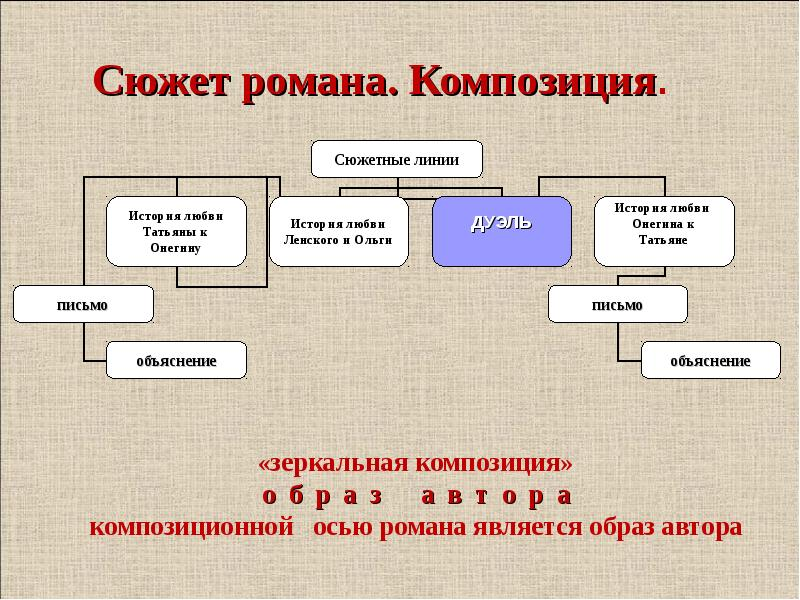 Сюжет романа. Композиция.
Сюжетные линии
История любви
Татьяны к
Онегину
История любви
Ленского и Ольги
ДУЭЛЬ
История любви
Онегина к
Татьяне
письмо
письмо
объяснение
объяснение
«зеркальная композиция»
о б р а з а в т о р а
композиционной осью романа является образ автора